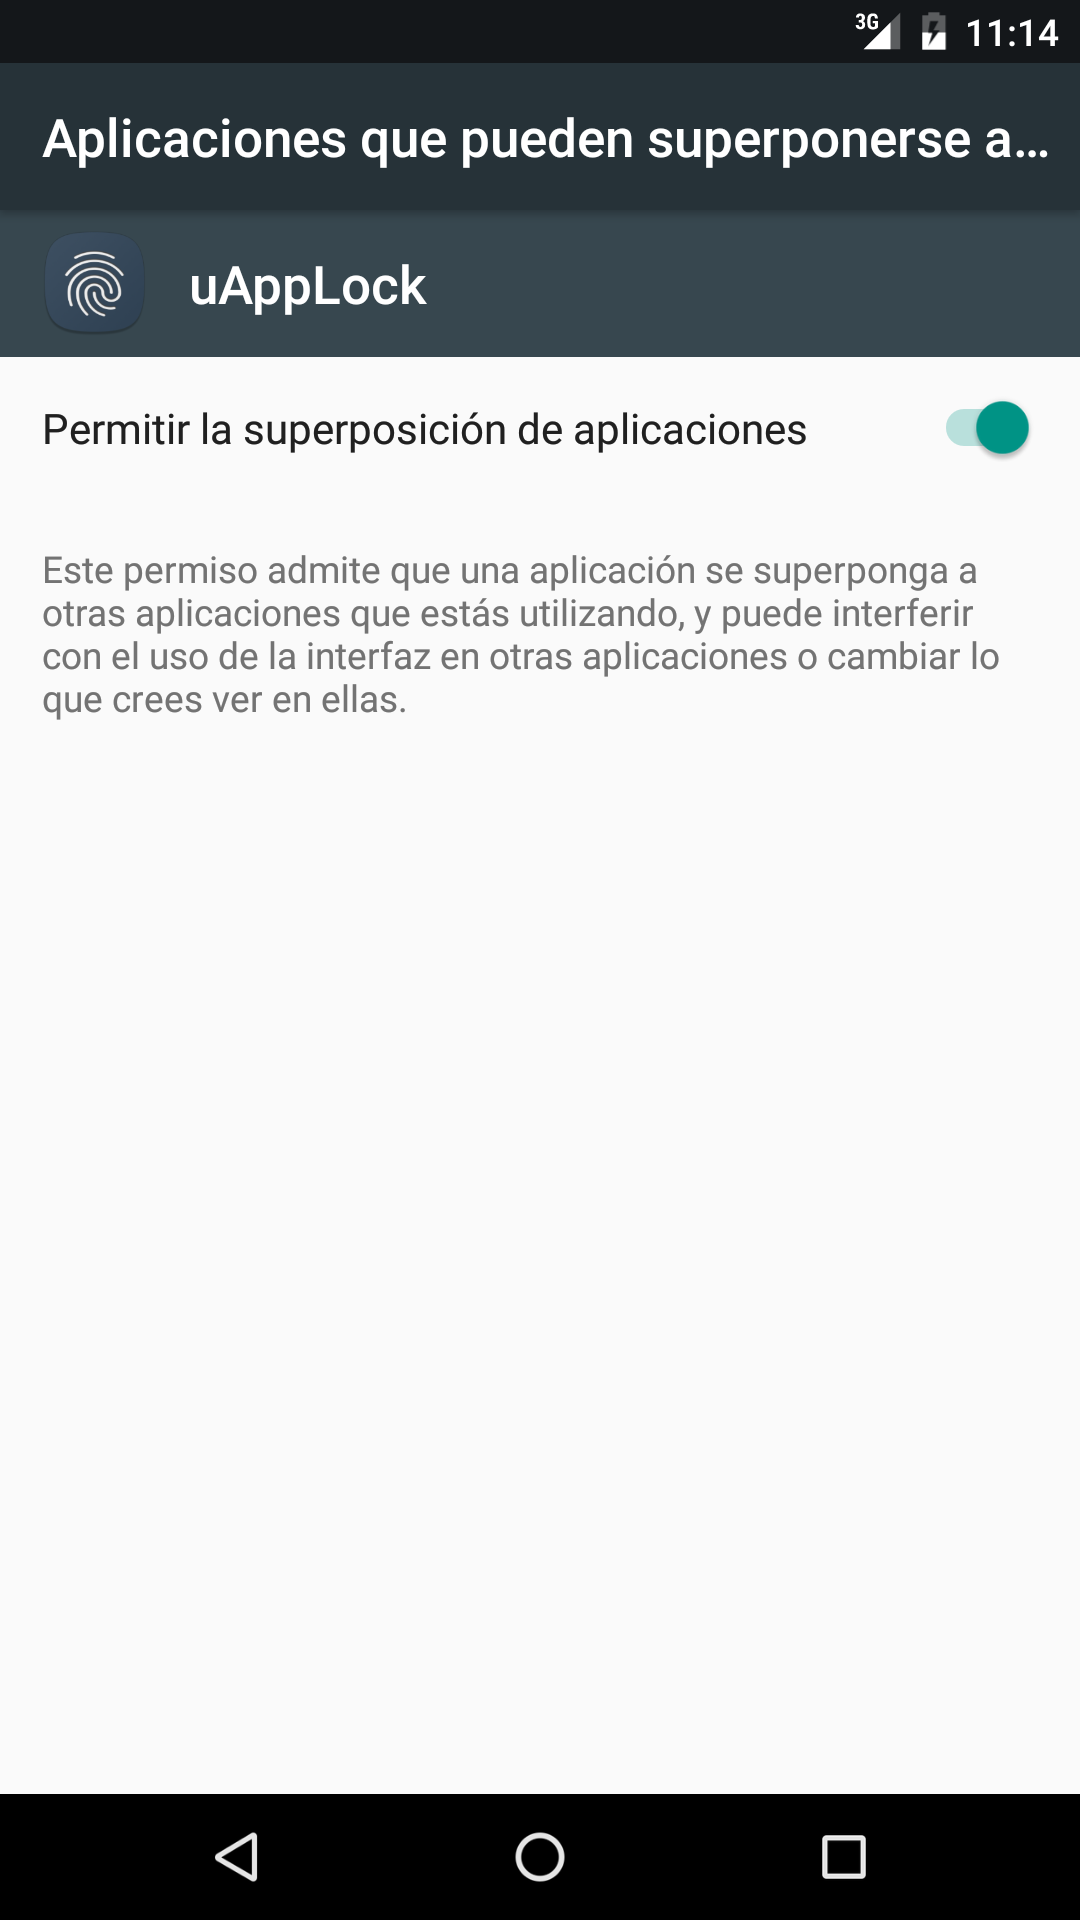 3G 11:14
Aplicaciones que pueden superponerse a...
uAppLock
Permitir la superposición de aplicaciones
Este permiso admite que una aplicación se superponga a
otras aplicaciones que estás utilizando, y puede interferir
con el uso de la interfaz en otras aplicaciones o cambiar lo
que crees ver en ellas.